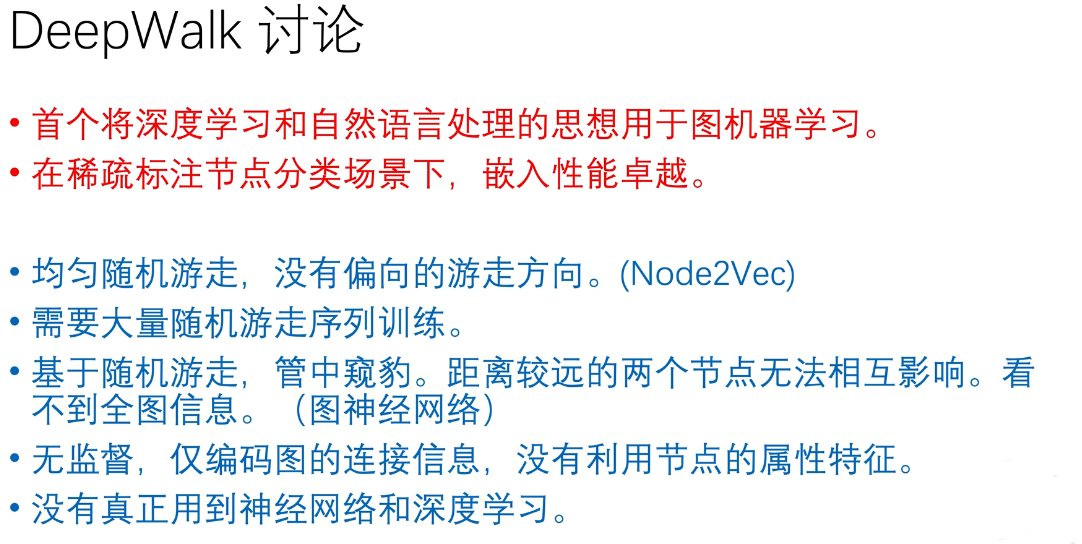 DeepWalk 讨论
• 首个将深度学习和自然语言处理的思想用于图机器学习。
• 在稀疏标注节点分类场景下，嵌入性能卓越。
• 均匀随机游走，没有偏向的游走方向。(Node2Vec)
• 需要大量随机游走序列训练。
• 基于随机游走，管中窥豹。距离较远的两个节点无法相互影响。看
不到全图信息。（图神经网络）
• 无监督，仅编码图的连接信息，没有利用节点的属性特征。
• 没有真正用到神经网络和深度学习。